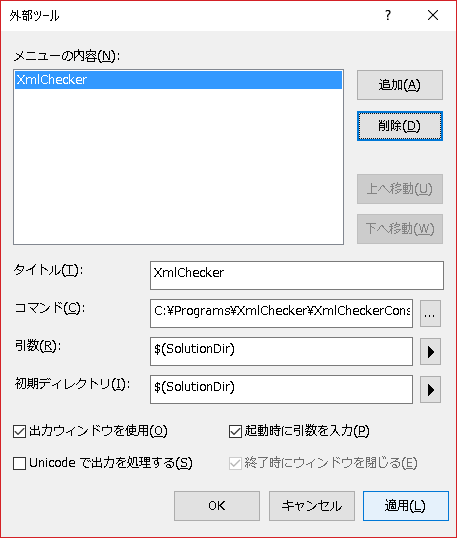 外部ツール
メニューの内容(N):
XmlChecker
追加(A)
削除(D)
上へ移動(U)
下へ移動(W)
タイトル(T):
XmlChecker
コマンド(C):
C:¥Programs¥XmlChecker¥XmlCheckerCons
...
引数(R):
$(SolutionDir)
初期ディレクトリ(I):
$(SolutionDir)
出力ウィンドウを使用(O)
起動時に引数を入力(P)
Unicode で出力を処理する(S)
終了時にウィンドウを閉じる(E)
OK
キャンセル
適用(L)